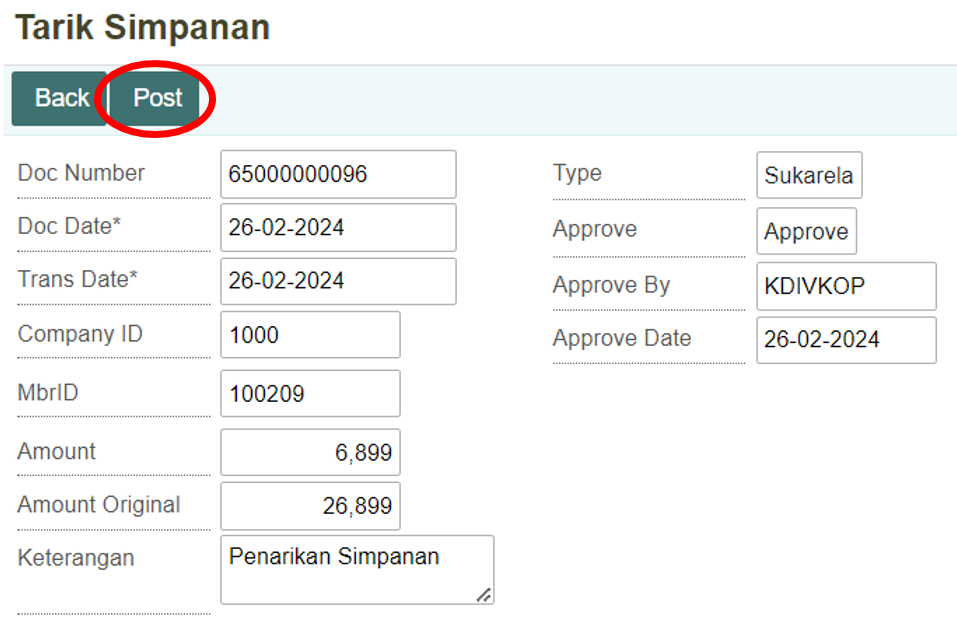 Tarik Simpanan
Back Post
Doc Number 65000000096
Doc Date* 26-02-2024
Trans Date* 26-02-2024
Company ID 1000
MbrID 100209
Amount 6,899
Amount Original 26,899
Keterangan Penarikan Simpanan
Type Sukarela
Approve Approve
Approve By KDIVKOP
Approve Date 26-02-2024